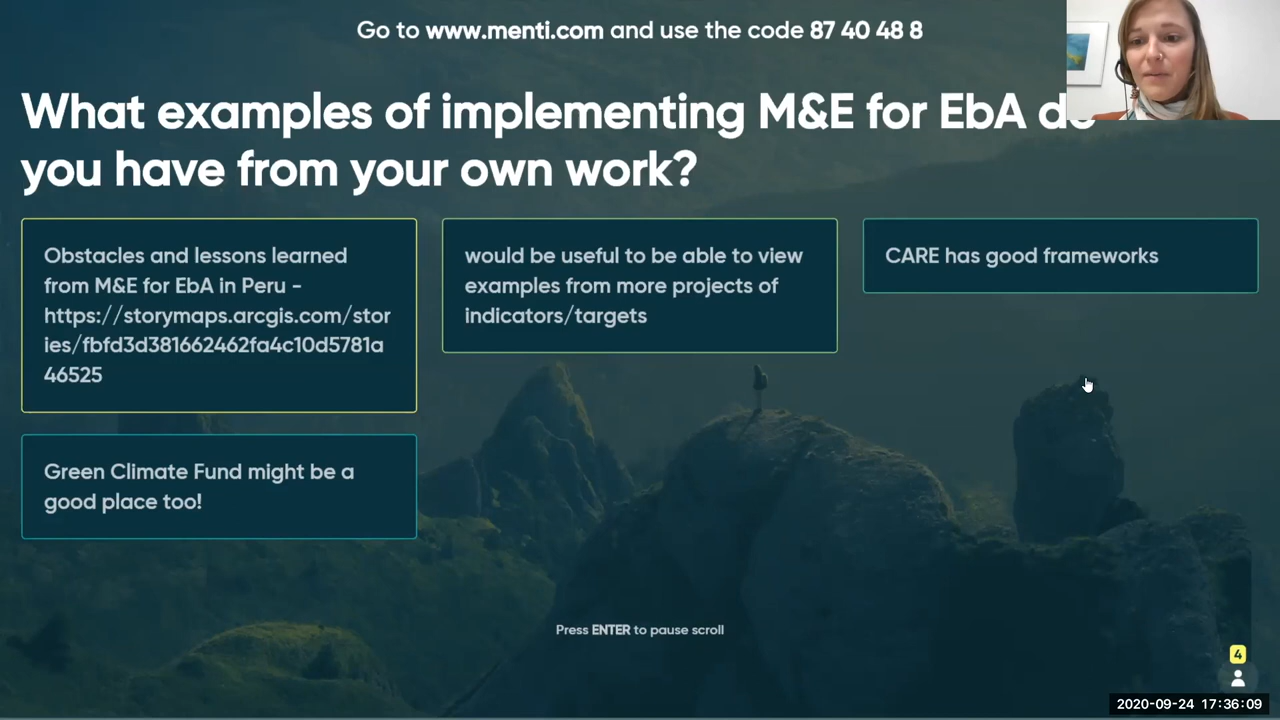 Go to www.menti.com and use the code 87 40 48 8
What examples of implementing M&E for EbA do
you have from your own work?
Obstacles and lessons learned
from M&E for EbA in Peru -
https://storymaps.arcgis.com/stor
ies/fbfd3d381662462fa4c10d5781a
46525
would be useful to be able to view
examples from more projects of
indicators/targets
CARE has good frameworks
Green Climate Fund might be a
good place too!
Press ENTER to pause scroll
4
2020-09-24 17:36:09